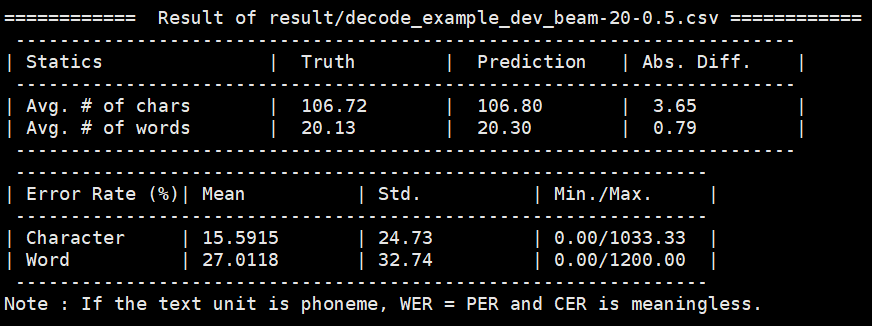 ============  Result of result/decode_example_dev_beam-20-0.5.csv ============
 -----------------------------------------------------------------------
| Statics               |  Truth        |  Prediction   | Abs. Diff.    |
 -----------------------------------------------------------------------
| Avg. # of chars       |  106.72       |  106.80       |  3.65         |
| Avg. # of words       |  20.13        |  20.30        |  0.79         |
 -----------------------------------------------------------------------
 ---------------------------------------------------------------
| Error Rate (%)| Mean          | Std.          | Min./Max.     |
 ---------------------------------------------------------------
| Character     | 15.5915       | 24.73         | 0.00/1033.33  |
| Word          | 27.0118       | 32.74         | 0.00/1200.00  |
 ---------------------------------------------------------------
Note : If the text unit is phoneme, WER = PER and CER is meaningless.